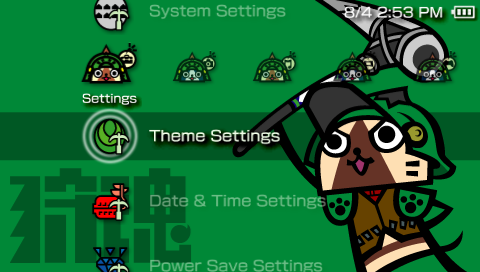 System Settings
8/4 2:53 PM
Settings
Theme Settings
Date & Time Settings
Power Save Settings